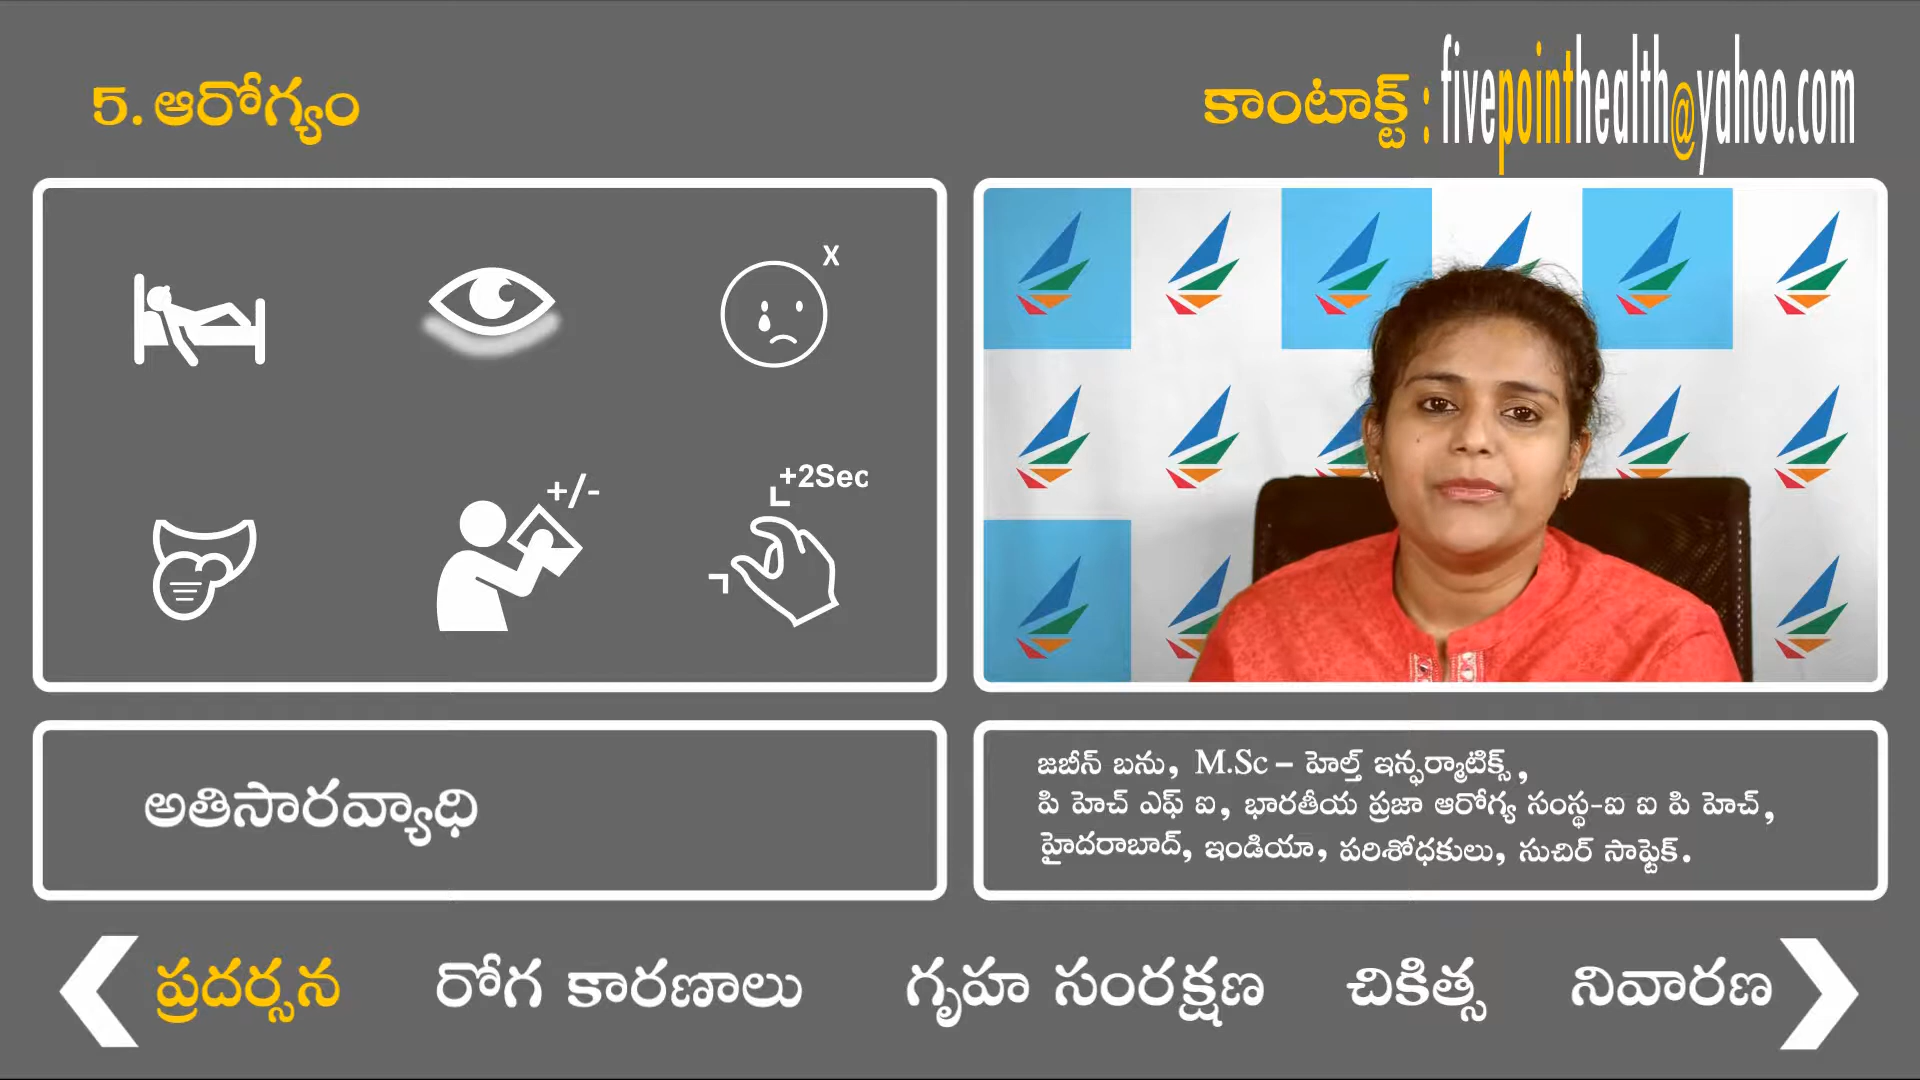 5. ఆరోగ్యం
కాంటాక్ట్ : fivepointhealth@yahoo.com
X
+/-
+2Sec
అతిసారవ్యాధి
జబీన్ బను, M.Sc – హెల్త్ ఇన్ఫర్మాటిక్స్,
పి హెచ్ ఎఫ్ ఐ, భారతీయ ప్రజా ఆరోగ్య సంస్థ-ఐ ఐ పి హెచ్,
హైదరాబాద్, ఇండియా, పరిశోధకులు, సుచిర్ సాఫ్టెక్.
ప్రదర్సన రోగ కారణాలు గృహ సంరక్షణ చికిత్స నివారణ